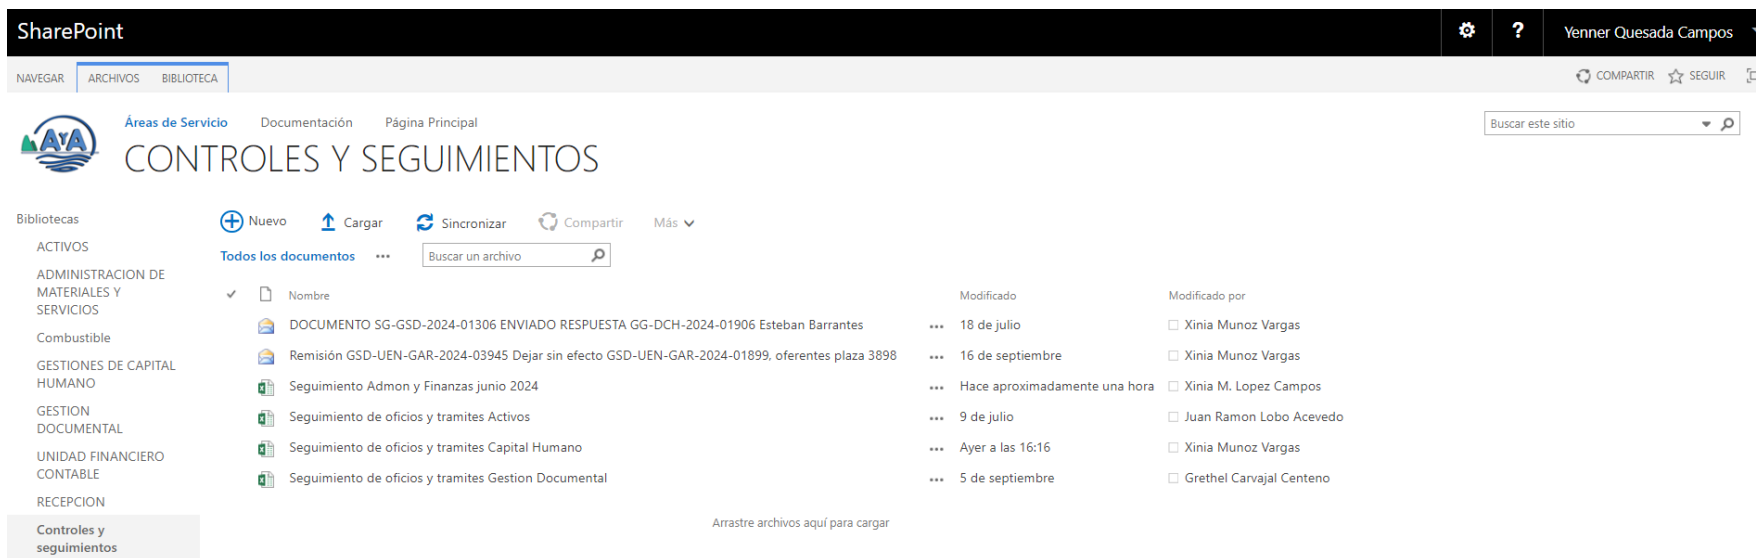 SharePoint
? Yenner Quesada Campos
NAVEGAR ARCHIVOS BIBLIOTECA
COMPARTIR SEGUIR
AYA
Áreas de Servicio Documentación Página Principal
Buscar este sitio
CONTROLES Y SEGUIMIENTOS
Bibliotecas
ACTIVOS
ADMINISTRACION DE
MATERIALES Y
SERVICIOS
Combustible
GESTIONES DE CAPITAL
HUMANO
GESTION
DOCUMENTAL
UNIDAD FINANCIERO
CONTABLE
RECEPCION
Controles y
seguimientos
Nuevo Cargar Sincronizar Compartir Más
Todos los documentos ••• Buscar un archivo
Nombre Modificado Modificado por
DOCUMENTO SG-GSD-2024-01306 ENVIADO RESPUESTA GG-DCH-2024-01906 Esteban Barrantes ••• 18 de julio Xinia Munoz Vargas
Remisión GSD-UEN-GAR-2024-03945 Dejar sin efecto GSD-UEN-GAR-2024-01899, oferentes plaza 3898 ••• 16 de septiembre Xinia Munoz Vargas
Seguimiento Admon y Finanzas junio 2024 ••• Hace aproximadamente una hora Xinia M. Lopez Campos
Seguimiento de oficios y tramites Activos ••• 9 de julio Juan Ramon Lobo Acevedo
Seguimiento de oficios y tramites Capital Humano ••• Ayer a las 16:16 Xinia Munoz Vargas
Seguimiento de oficios y tramites Gestion Documental ••• 5 de septiembre Grethel Carvajal Centeno
Arrastre archivos aquí para cargar